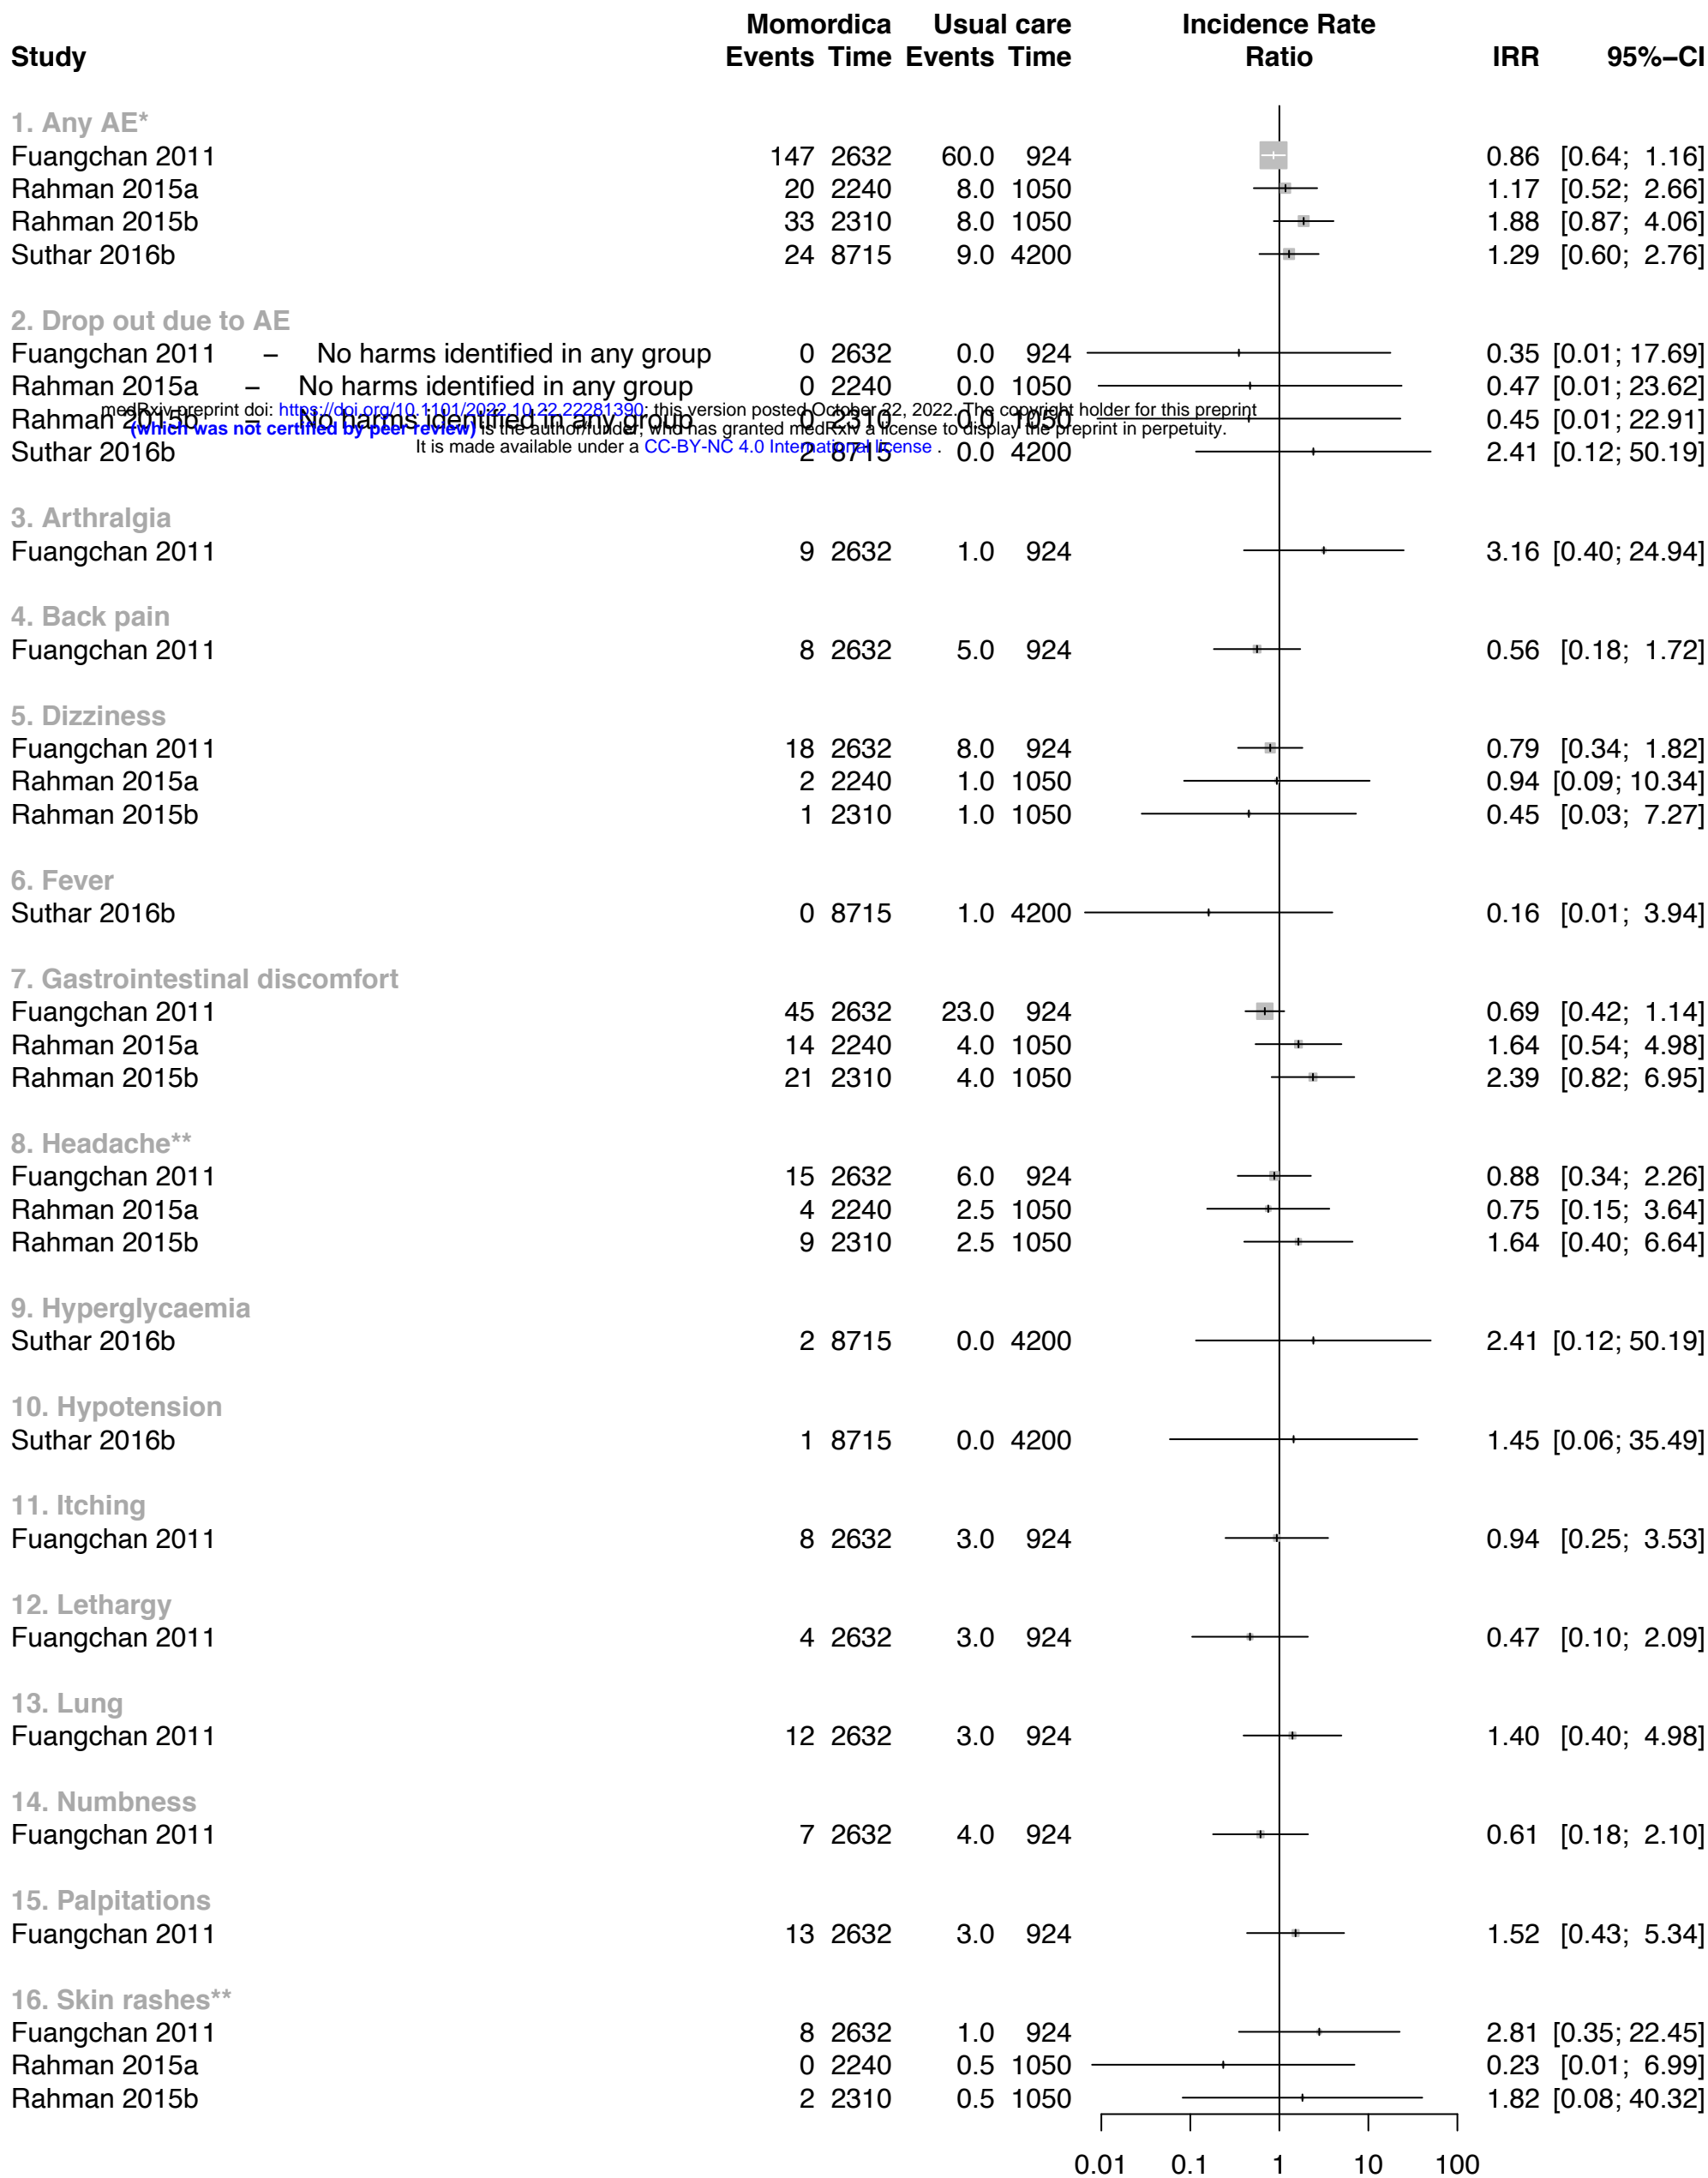 Momordica Usual care Incidence Rate
Study Events Time Events Time Ratio IRR 95%–CI
1. Any AE*
Fuangchan 2011 147 2632 60.0 924 0.86 [0.64; 1.16]
Rahman 2015a 20 2240 8.0 1050 1.17 [0.52; 2.66]
Rahman 2015b 33 2310 8.0 1050 1.88 [0.87; 4.06]
Suthar 2016b 24 8715 9.0 4200 1.29 [0.60; 2.76]
2. Drop out due to AE
Fuangchan 2011 – No harms identified in any group 0 2632 0.0 924 0.35 [0.01; 17.69]
Rahman 2015a – No harms identified in any group 0 2240 0.0 1050 0.47 [0.01; 23.62]
medRxiv preprint doi: https://doi.org/10.1101/2022.10.22.22281390; this version posted October 22, 2022. The copyright holder for this preprint
Rahman 2015b – No harms identified in any group 0 2310 0.0 1050 0.45 [0.01; 22.91]
(which was not certified by peer review) is the author/funder, who has granted medRxiv a license to display the preprint in perpetuity.
It is made available under a CC-BY-NC 4.0 International license .
Suthar 2016b 2 8715 0.0 4200 2.41 [0.12; 50.19]
3. Arthralgia
Fuangchan 2011 9 2632 1.0 924 3.16 [0.40; 24.94]
4. Back pain
Fuangchan 2011 8 2632 5.0 924 0.56 [0.18; 1.72]
5. Dizziness
Fuangchan 2011 18 2632 8.0 924 0.79 [0.34; 1.82]
Rahman 2015a 2 2240 1.0 1050 0.94 [0.09; 10.34]
Rahman 2015b 1 2310 1.0 1050 0.45 [0.03; 7.27]
6. Fever
Suthar 2016b 0 8715 1.0 4200 0.16 [0.01; 3.94]
7. Gastrointestinal discomfort
Fuangchan 2011 45 2632 23.0 924 0.69 [0.42; 1.14]
Rahman 2015a 14 2240 4.0 1050 1.64 [0.54; 4.98]
Rahman 2015b 21 2310 4.0 1050 2.39 [0.82; 6.95]
8. Headache**
Fuangchan 2011 15 2632 6.0 924 0.88 [0.34; 2.26]
Rahman 2015a 4 2240 2.5 1050 0.75 [0.15; 3.64]
Rahman 2015b 9 2310 2.5 1050 1.64 [0.40; 6.64]
9. Hyperglycaemia
Suthar 2016b 2 8715 0.0 4200 2.41 [0.12; 50.19]
10. Hypotension
Suthar 2016b 1 8715 0.0 4200 1.45 [0.06; 35.49]
11. Itching
Fuangchan 2011 8 2632 3.0 924 0.94 [0.25; 3.53]
12. Lethargy
Fuangchan 2011 4 2632 3.0 924 0.47 [0.10; 2.09]
13. Lung
Fuangchan 2011 12 2632 3.0 924 1.40 [0.40; 4.98]
14. Numbness
Fuangchan 2011 7 2632 4.0 924 0.61 [0.18; 2.10]
15. Palpitations
Fuangchan 2011 13 2632 3.0 924 1.52 [0.43; 5.34]
16. Skin rashes**
Fuangchan 2011 8 2632 1.0 924 2.81 [0.35; 22.45]
Rahman 2015a 0 2240 0.5 1050 0.23 [0.01; 6.99]
Rahman 2015b 2 2310 0.5 1050 1.82 [0.08; 40.32]
0.01 0.1 1 10 100